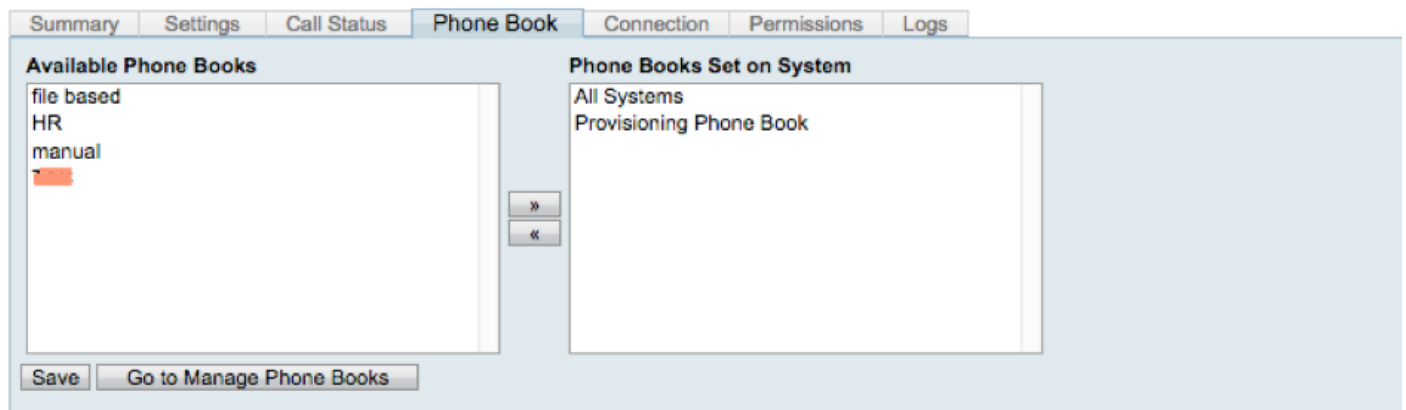 Summary Settings Call Status Phone Book Connection Permissions Logs
Available Phone Books
file based
HR
manual
»
«
Phone Books Set on System
All Systems
Provisioning Phone Book
Save Go to Manage Phone Books